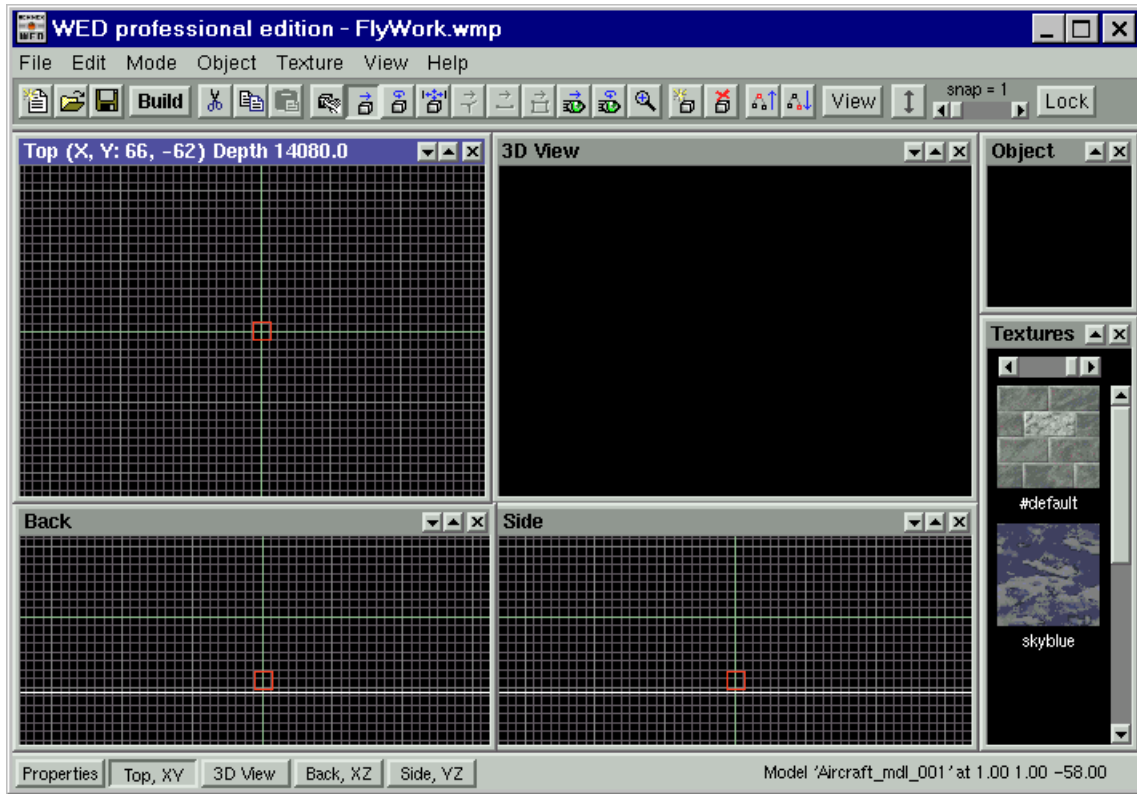 WED professional edition - FlyWork.wmp
File Edit Mode Object Texture View Help
Build View snap = 1 Lock
Top (X, Y: 66, -62) Depth 14080.0
3D View
Object
Textures
#default
skyblue
Back
Side
Properties Top, XY 3D View Back, XZ Side, YZ Model 'Aircraft_mdl_001' at 1.00 1.00 -58.00